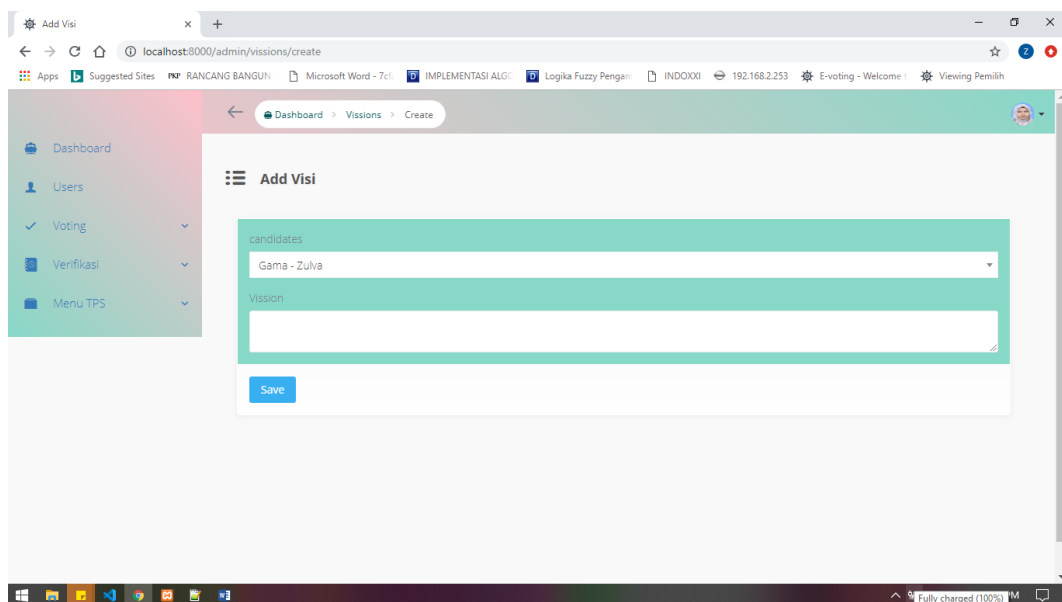 Add Visi
localhost:8000/admin/vissions/create
Z
Apps Suggested Sites PKP RANCANG BANGUN Microsoft Word - 7cf D IMPLEMENTASI ALGO D Logika Fuzzy Pengam INDOXXI 192.168.2.253 E-voting - Welcome Viewing Pemilih
Dashboard > Vissions > Create
Dashboard
Users
Voting
Verifikasi
Menu TPS
Add Visi
candidates
Gama - Zulva
Vission
Save
Fully charged (100%)